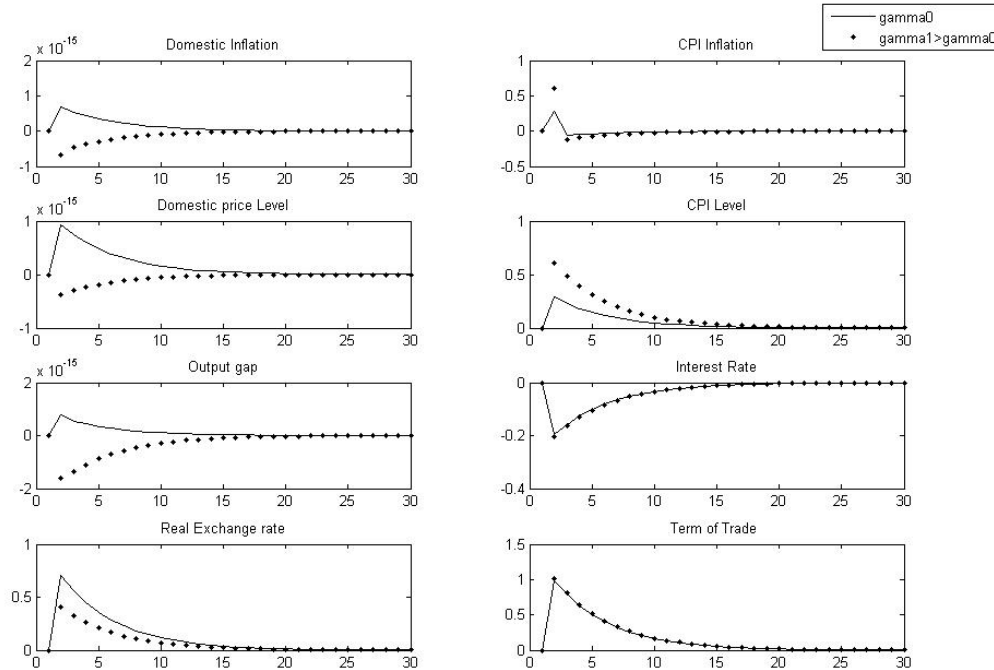 gamma0
gamma1>gamma0
x 10^-15
Domestic Inflation
2
1
0
-1
0 5 10 15 20 25 30
CPI Inflation
1
0.5
0
-0.5
0 5 10 15 20 25 30
x 10^-15
Domestic price Level
1
0
-1
0 5 10 15 20 25 30
CPI Level
1
0.5
0
0 5 10 15 20 25 30
x 10^-15
Output gap
2
0
-2
0 5 10 15 20 25 30
Interest Rate
0
-0.2
-0.4
0 5 10 15 20 25 30
Real Exchange rate
1
0.5
0
0 5 10 15 20 25 30
Term of Trade
1.5
1
0.5
0
0 5 10 15 20 25 30